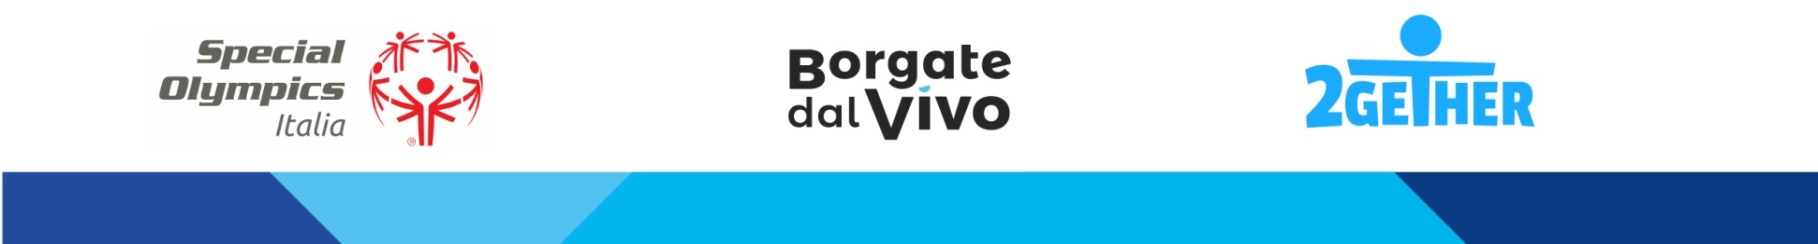 Special
Olympics
Italia
®
Borgate
dal Vivo
2GETHER